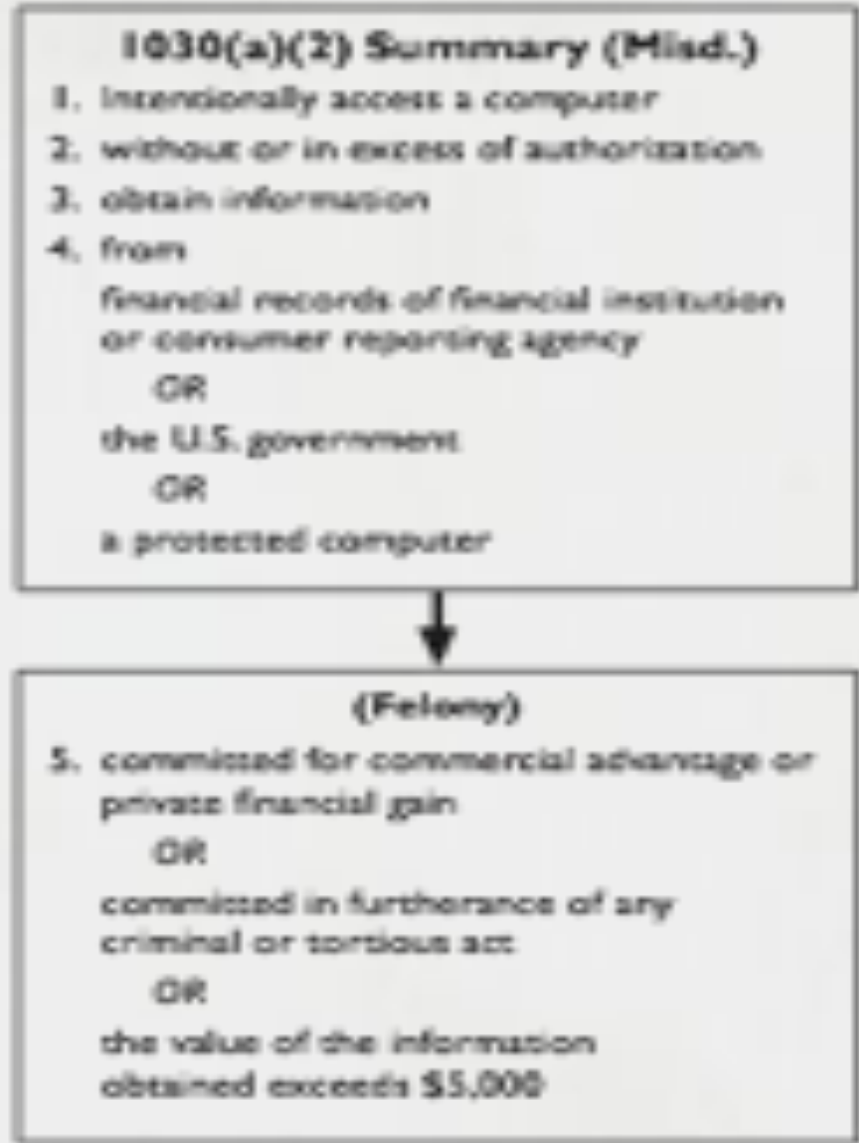 1030(a)(2) Summary (Misd.)
1. Intentionally access a computer
2. without or in excess of authorization
3. obtain information
4. from
financial records of financial institution
or consumer reporting agency
OR
the U.S. government
OR
a protected computer
(Felony)
5. committed for commercial advantage or
private financial gain
OR
committed in furtherance of any
criminal or tortious act
OR
the value of the information
obtained exceeds $5,000